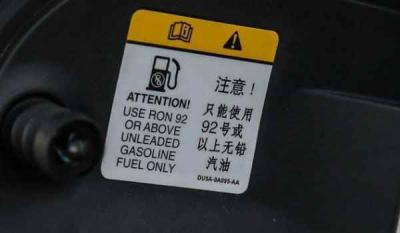 ATTENTION!
USE RON 92
OR ABOVE
UNLEADED
GASOLINE
FUEL ONLY
注意！
只能使用
92号或
以上无铅
汽油
DU5A-9A095-AA